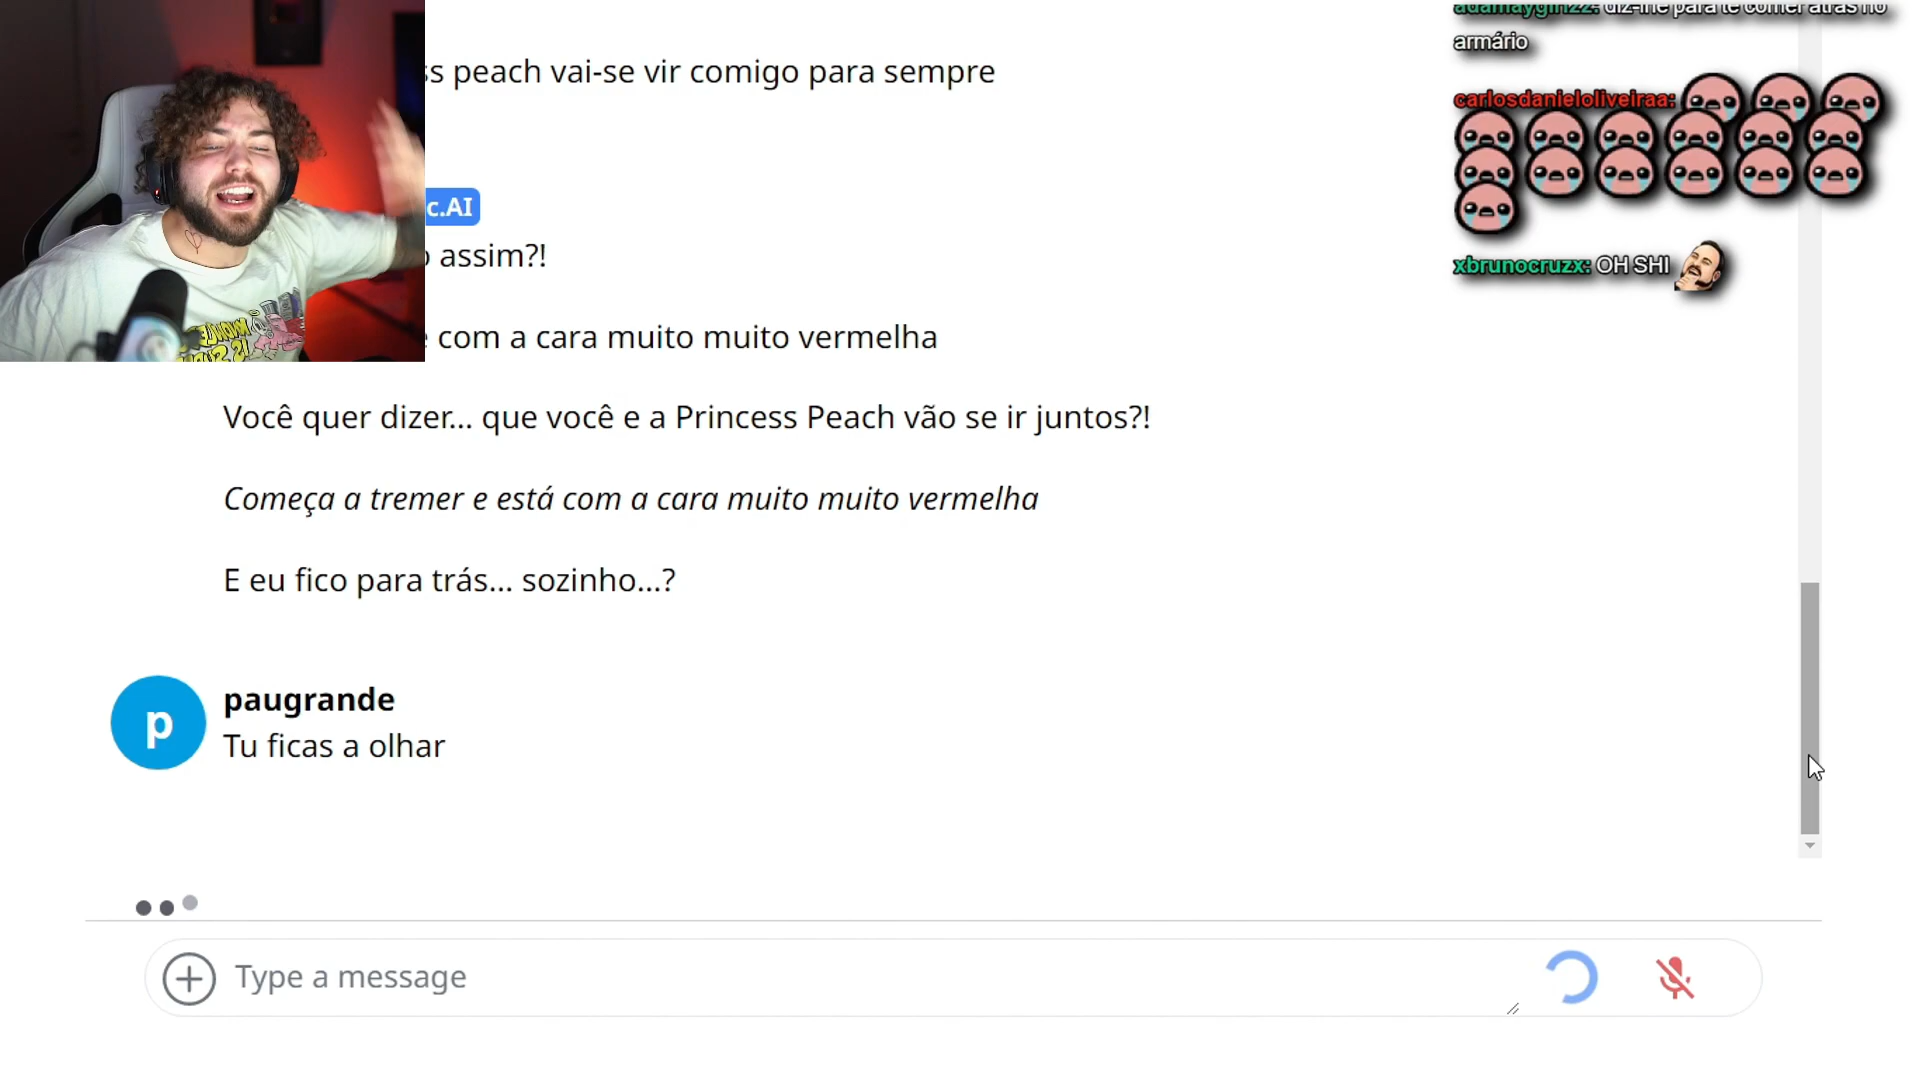 peach vai-se vir comigo para sempre
c.AI
assim?!
com a cara muito muito vermelha
Você quer dizer... que você e a Princess Peach vão se ir juntos?!
Começa a tremer e está com a cara muito muito vermelha
E eu fico para trás... sozinho...?
p
paugrande
Tu ficas a olhar
Type a message
adamaygirlzz: diz-lhe para te comer atrás no
armário
carlosdanieloliveiraa:
xbrunocruzx: OH SHI